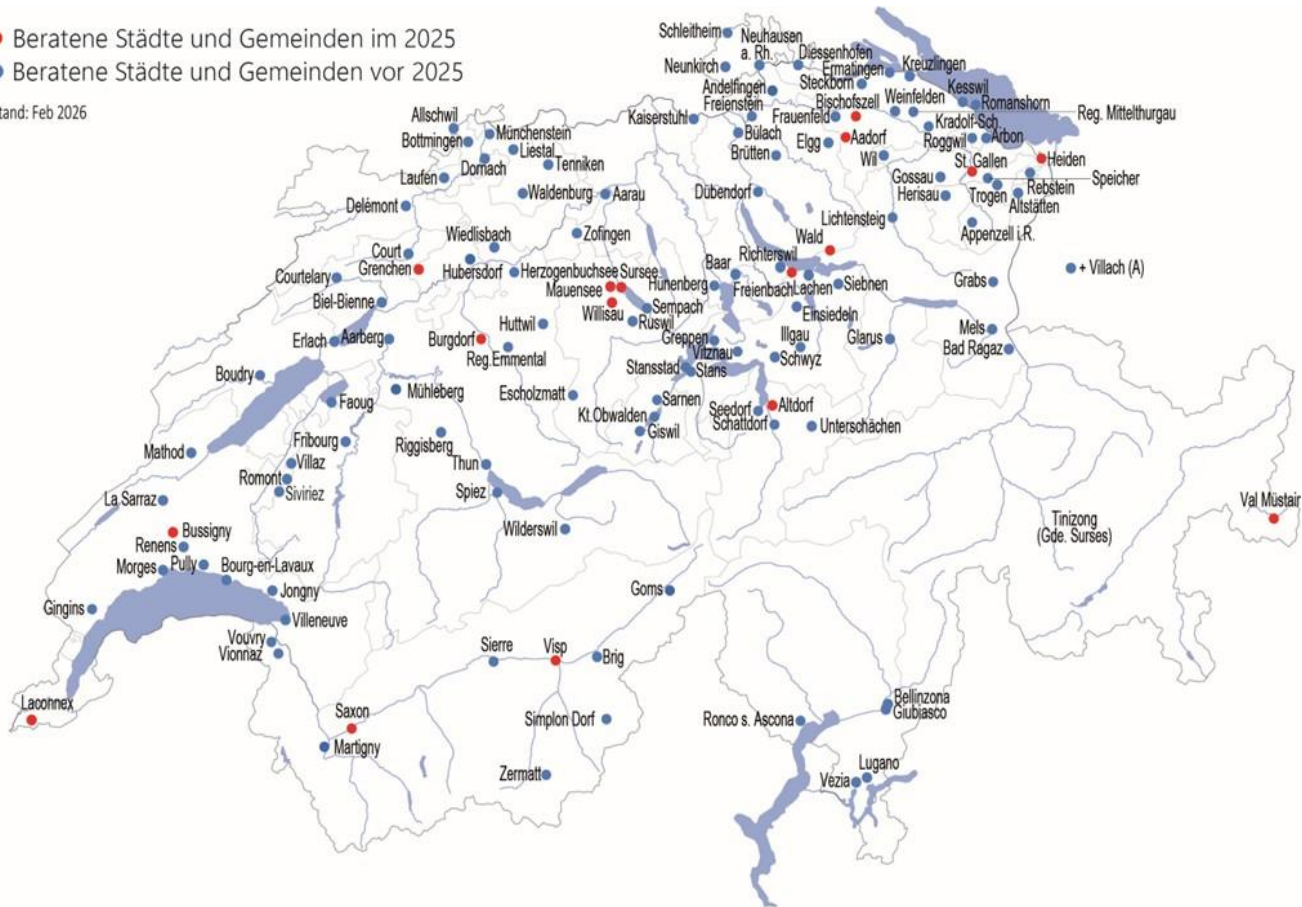 Beratene Städte und Gemeinden im 2025
Beratene Städte und Gemeinden vor 2025
Stand: Feb 2026
Schleitheim
Neuhausen
a. Rh.
Diessenhofen
Neunkirch
Ermatingen
Kreuzlingen
Steckborn
Andelfingen
Kesswil
Freienstein
Bischofszell
Weinfelden
Romanshorn
Reg. Mittelthurgau
Allschwil
Kaiserstuhl
Frauenfeld
Kradolf-Sch.
Münchenstein
Bottmingen
Bülach
Elgg
Aadorf
Roggwil
Arbon
Liestal
Brütten
Wil
Dornach
Tenniken
St. Gallen
Heiden
Laufen
Gossau
Speicher
Waldenburg
Aarau
Dübendorf
Herisau
Trogen
Rebstein
Altstätten
Delémont
Lichtensteig
Appenzell i.R.
Wiedlisbach
Zofingen
Wald
Court
Richterswil
Grenchen
Hubersdorf
Herzogenbuchsee
Sursee
Baar
+ Villach (A)
Courtelary
Mauensee
Hünenberg
Freienbach
Lachen
Siebnen
Grabs
Biel-Bienne
Willisau
Sempach
Einsiedeln
Huttwil
Ruswil
Erlach
Aarberg
Burgdorf
Greppen
Illgau
Glarus
Mels
Reg.Emmental
Vitznau
Schwyz
Bad Ragaz
Boudry
Stansstad
Stans
Mühleberg
Escholzmatt
Faoug
Sarnen
Seedorf
Altdorf
Kt.Obwalden
Schattdorf
Unterschächen
Fribourg
Riggisberg
Giswil
Mathod
Villaz
Thun
Romont
Siviriez
Spiez
La Sarraz
Val Müstair
Tinizong
(Gde. Surses)
Wilderswil
Bussigny
Renens
Morges
Pully
Bourg-en-Lavaux
Jongny
Goms
Gingins
Villeneuve
Vouvry
Vionnaz
Sierre
Visp
Brig
Laconnex
Saxon
Bellinzona
Giubiasco
Simplon Dorf
Ronco s. Ascona
Martigny
Zermatt
Lugano
Vezia